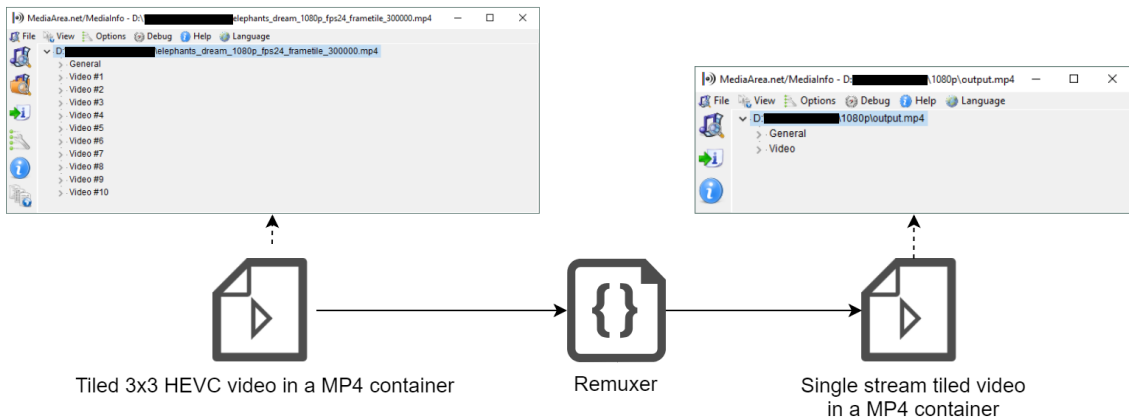 MediaArea.net/MediaInfo - D:\ elephants_dream_1080p_fps24_frametile_300000.mp4
File View Options Debug Help Language
D: \elephants_dream_1080p_fps24_frametile_300000.mp4
General
Video #1
Video #2
Video #3
Video #4
Video #5
Video #6
Video #7
Video #8
Video #9
Video #10
MediaArea.net/MediaInfo - D: \1080p\output.mp4
File View Options Debug Help Language
D: \1080p\output.mp4
General
Video
{ }
Tiled 3x3 HEVC video in a MP4 container
Remuxer
Single stream tiled video
in a MP4 container